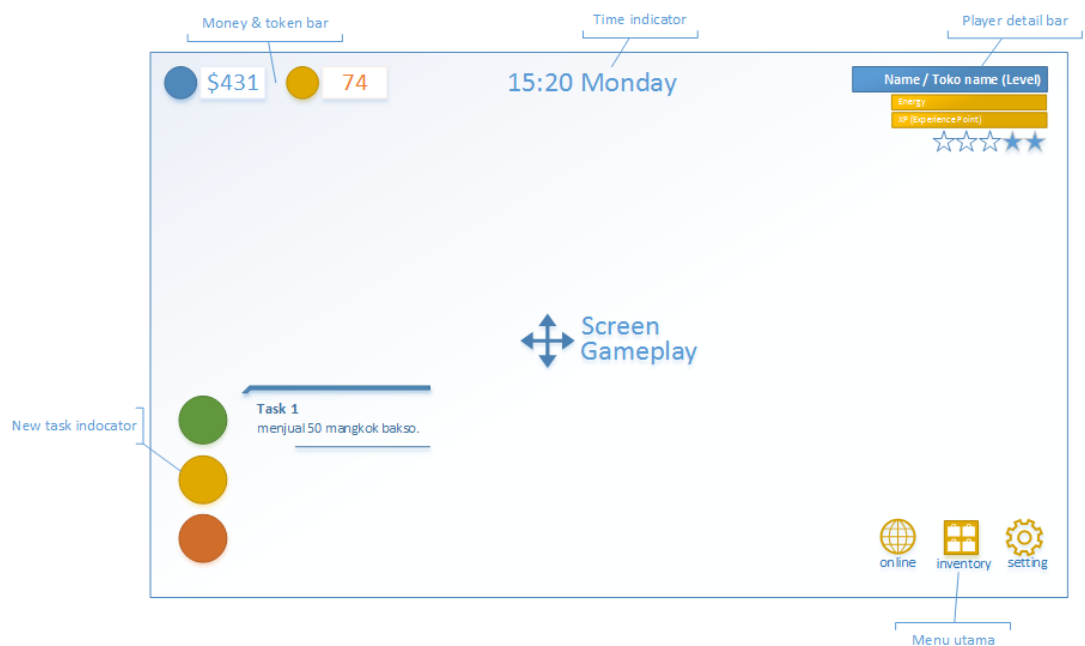 Money & token bar
Time indicator
Player detail bar
$431
74
15:20 Monday
Name / Toko name (Level)
Energy
XP (Experience Point)
Screen
Gameplay
New task indocator
Task 1
menjual 50 mangkok bakso.
online
inventory
setting
Menu utama